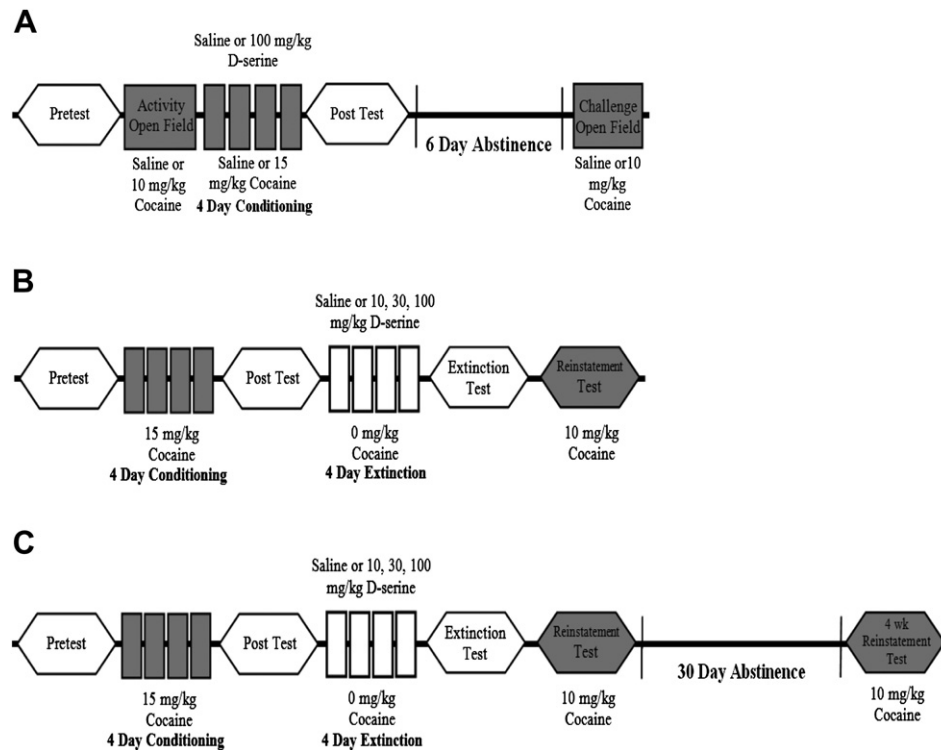 A
Saline or 100 mg/kg
D-serine
Pretest
Activity
Open Field
Post Test
6 Day Abstinence
Challenge
Open Field
Saline or
10 mg/kg
Cocaine
Saline or 15
mg/kg Cocaine
4 Day Conditioning
Saline or10
mg/kg
Cocaine
B
Saline or 10, 30, 100
mg/kg D-serine
Pretest
Post Test
Extinction
Test
Reinstatement
Test
15 mg/kg
Cocaine
4 Day Conditioning
0 mg/kg
Cocaine
4 Day Extinction
10 mg/kg
Cocaine
C
Saline or 10, 30, 100
mg/kg D-serine
Pretest
Post Test
Extinction
Test
Reinstatement
Test
30 Day Abstinence
4 wk
Reinstatement
Test
15 mg/kg
Cocaine
4 Day Conditioning
0 mg/kg
Cocaine
4 Day Extinction
10 mg/kg
Cocaine
10 mg/kg
Cocaine